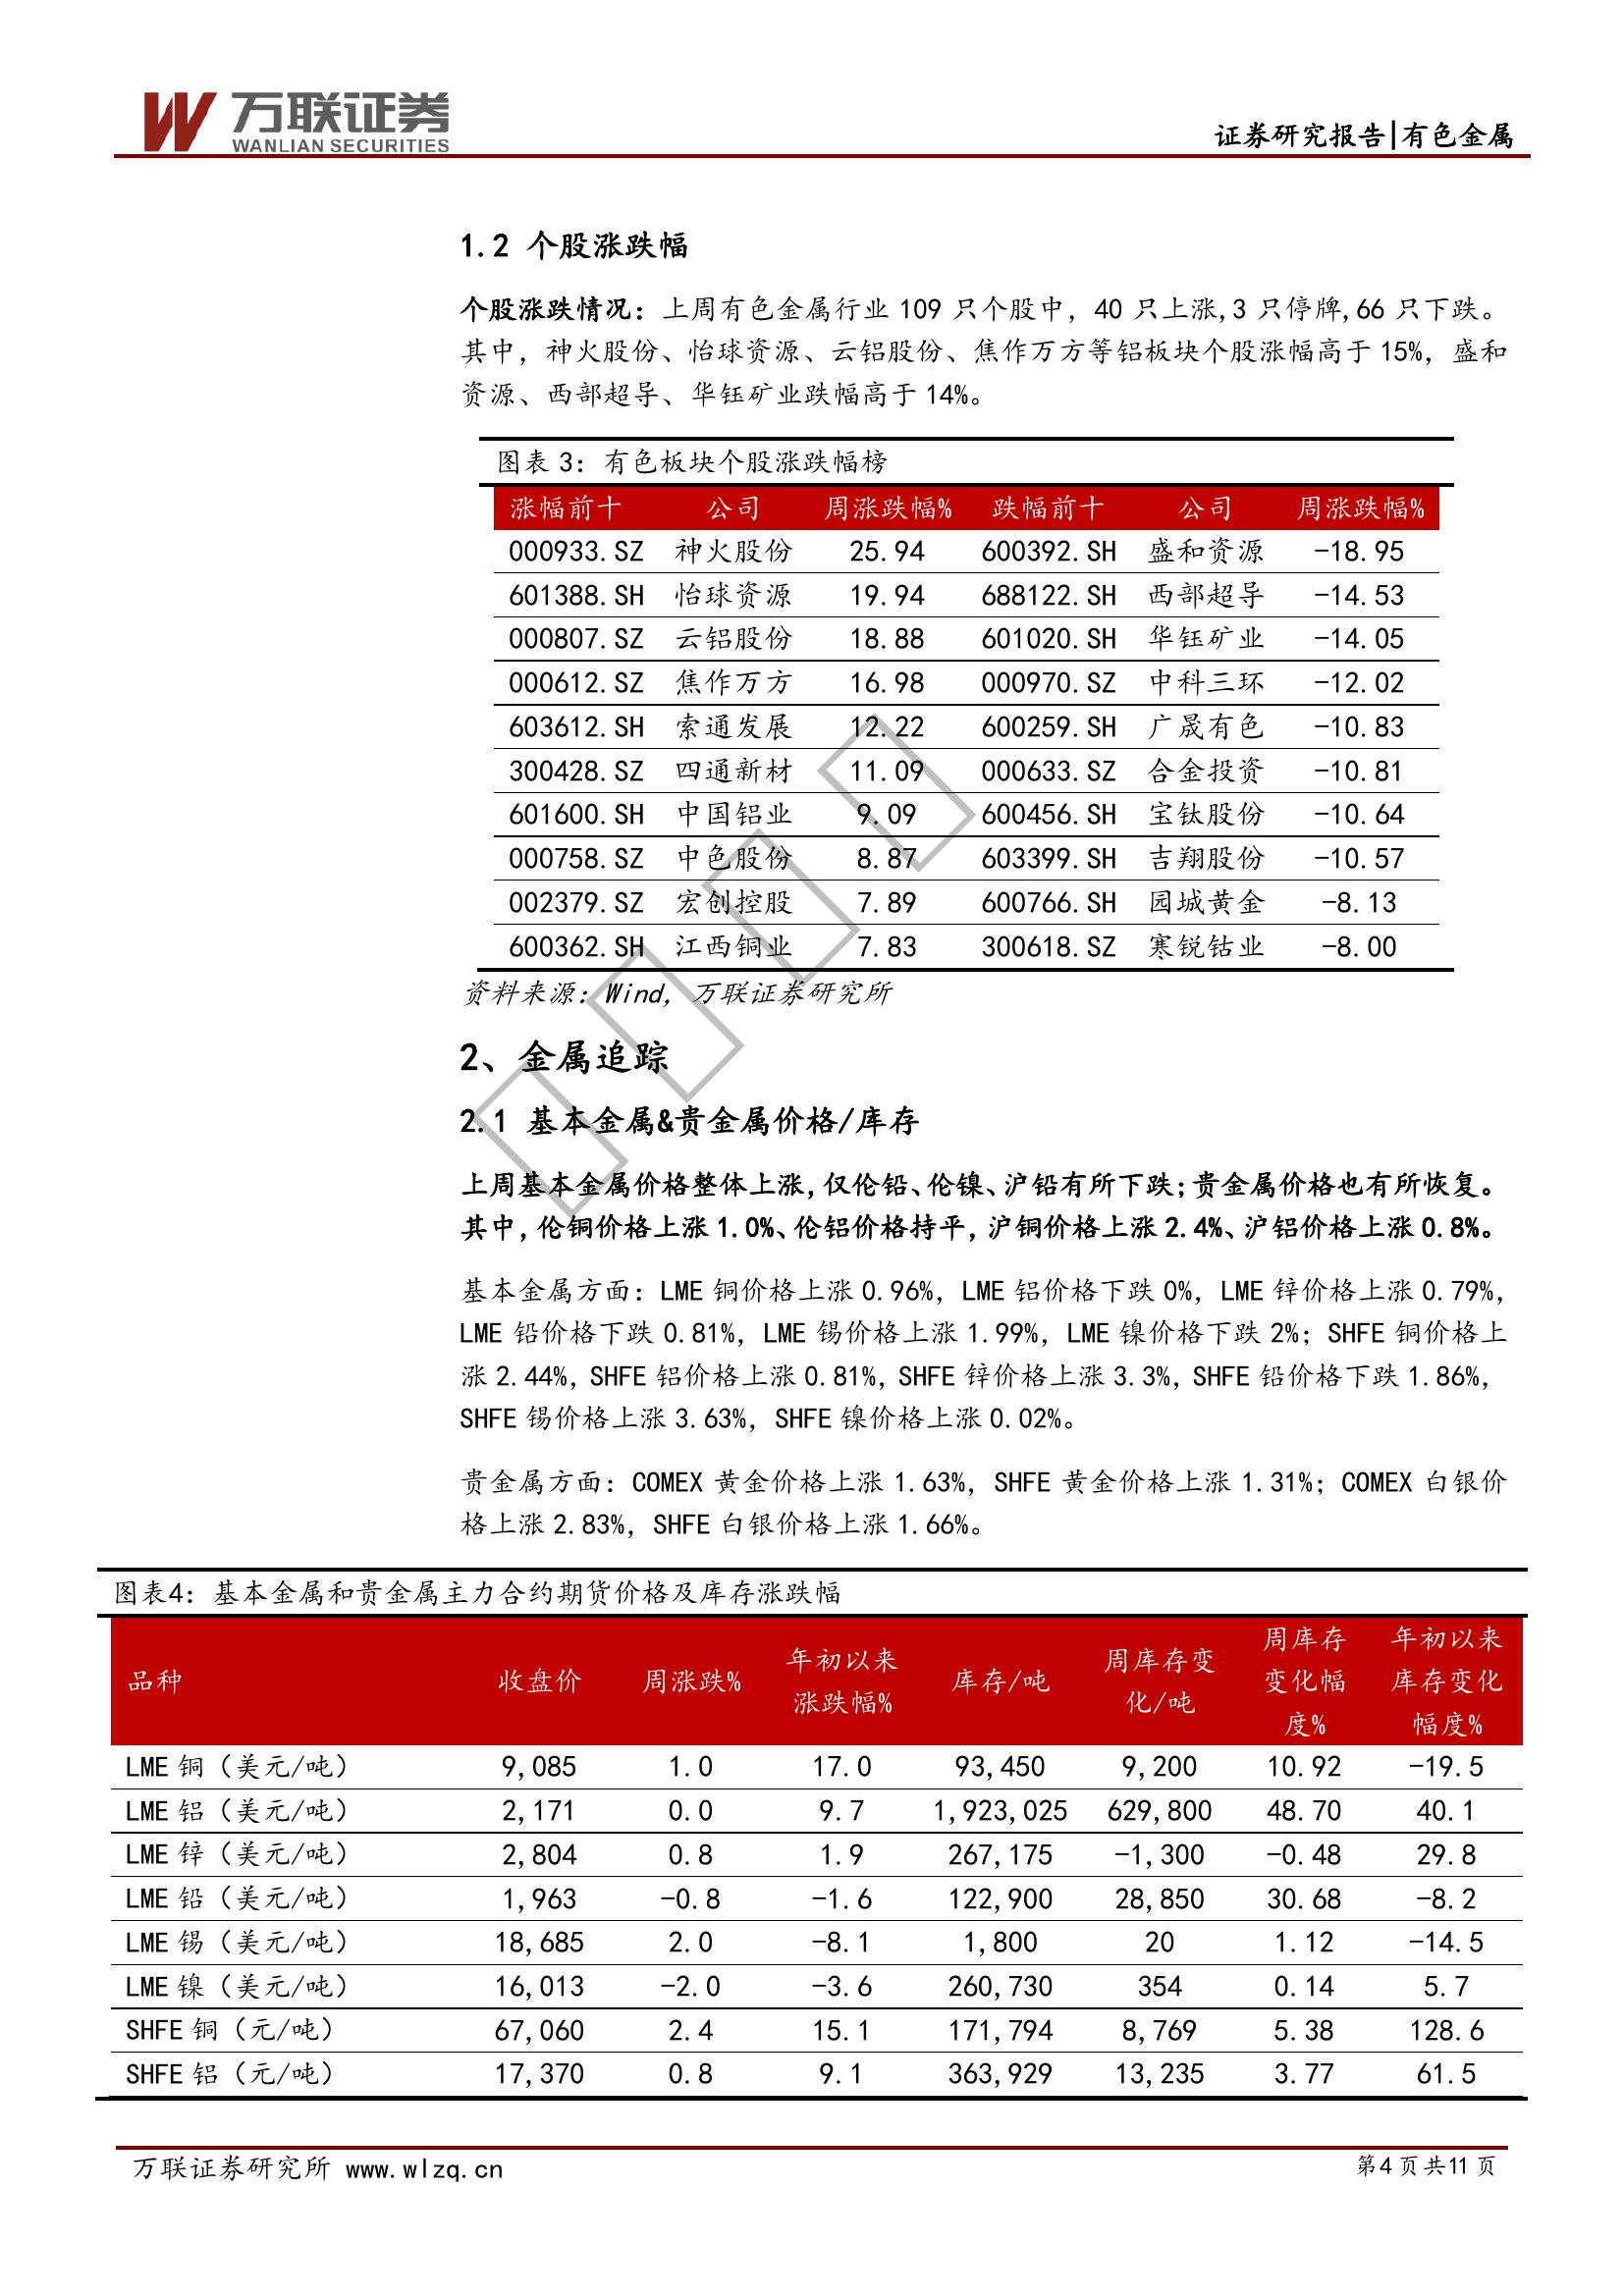 万联证券
WANLIAN SECURITIES
证券研究报告|有色金属
1.2 个股涨跌幅
个股涨跌情况：上周有色金属行业 109 只个股中，40 只上涨,3 只停牌,66 只下跌。
其中，神火股份、怡球资源、云铝股份、焦作万方等铝板块个股涨幅高于 15%，盛和
资源、西部超导、华钰矿业跌幅高于 14%。
图表 3：有色板块个股涨跌幅榜
涨幅前十 公司 周涨跌幅% 跌幅前十 公司 周涨跌幅%
000933.SZ 神火股份 25.94 600392.SH 盛和资源 -18.95
601388.SH 怡球资源 19.94 688122.SH 西部超导 -14.53
000807.SZ 云铝股份 18.88 601020.SH 华钰矿业 -14.05
000612.SZ 焦作万方 16.98 000970.SZ 中科三环 -12.02
603612.SH 索通发展 12.22 600259.SH 广晟有色 -10.83
300428.SZ 四通新材 11.09 000633.SZ 合金投资 -10.81
601600.SH 中国铝业 9.09 600456.SH 宝钛股份 -10.64
000758.SZ 中色股份 8.87 603399.SH 吉翔股份 -10.57
002379.SZ 宏创控股 7.89 600766.SH 园城黄金 -8.13
600362.SH 江西铜业 7.83 300618.SZ 寒锐钴业 -8.00
资料来源：Wind，万联证券研究所
2、金属追踪
2.1 基本金属&贵金属价格/库存
上周基本金属价格整体上涨,仅伦铅、伦镍、沪铅有所下跌;贵金属价格也有所恢复。
其中,伦铜价格上涨 1.0%、伦铝价格持平,沪铜价格上涨 2.4%、沪铝价格上涨 0.8%。
基本金属方面：LME 铜价格上涨 0.96%，LME 铝价格下跌 0%，LME 锌价格上涨 0.79%，
LME 铅价格下跌 0.81%，LME 锡价格上涨 1.99%，LME 镍价格下跌 2%；SHFE 铜价格上
涨 2.44%，SHFE 铝价格上涨 0.81%，SHFE 锌价格上涨 3.3%，SHFE 铅价格下跌 1.86%，
SHFE 锡价格上涨 3.63%，SHFE 镍价格上涨 0.02%。
贵金属方面：COMEX 黄金价格上涨 1.63%，SHFE 黄金价格上涨 1.31%；COMEX 白银价
格上涨 2.83%，SHFE 白银价格上涨 1.66%。
图表4：基本金属和贵金属主力合约期货价格及库存涨跌幅
品种 收盘价 周涨跌% 年初以来涨跌幅% 库存/吨 周库存变化/吨 周库存变化幅度% 年初以来库存变化幅度%
LME 铜（美元/吨） 9,085 1.0 17.0 93,450 9,200 10.92 -19.5
LME 铝（美元/吨） 2,171 0.0 9.7 1,923,025 629,800 48.70 40.1
LME 锌（美元/吨） 2,804 0.8 1.9 267,175 -1,300 -0.48 29.8
LME 铅（美元/吨） 1,963 -0.8 -1.6 122,900 28,850 30.68 -8.2
LME 锡（美元/吨） 18,685 2.0 -8.1 1,800 20 1.12 -14.5
LME 镍（美元/吨） 16,013 -2.0 -3.6 260,730 354 0.14 5.7
SHFE 铜（元/吨） 67,060 2.4 15.1 171,794 8,769 5.38 128.6
SHFE 铝（元/吨） 17,370 0.8 9.1 363,929 13,235 3.77 61.5
万联证券研究所 www.wlzq.cn
第4 页共11 页